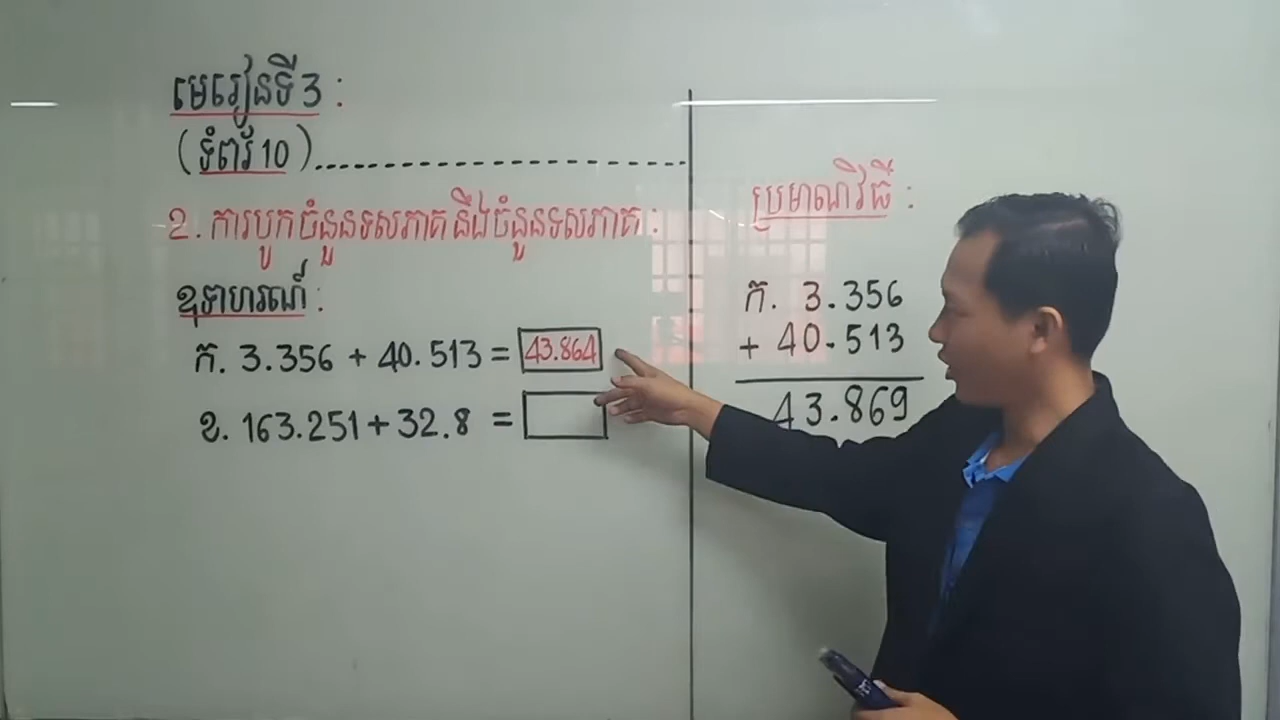 មេរៀនទី 3 :
(ទំពារ័ 10 )
ខ. ការបូកចំនួនទសភាគនឹងចំនួនទសភាគ :
ឧទាហរណ៍ :
ក. 3.356 + 40.513 = 43.864
ខ. 163.251 + 32.8 =
ប្រមាណវិធី :
ក. 3.356
+ 40.513
43.869